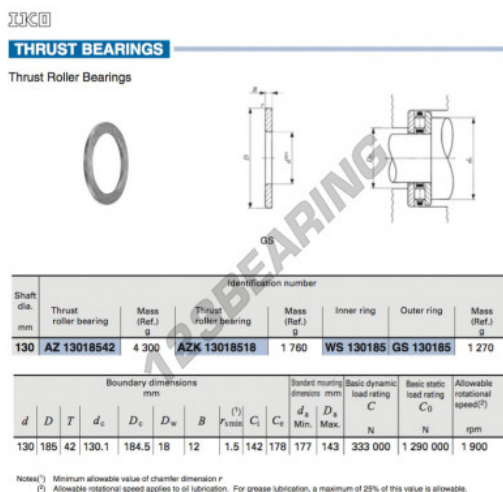 IKO
THRUST BEARINGS
Thrust Roller Bearings
GS
123BEARING
Identification number
Shaft dia. mm Thrust roller bearing Mass (Ref.) g Thrust roller bearing Mass (Ref.) g Inner ring Outer ring Mass (Ref.) g
130 AZ 13018542 4 300 AZK 13018518 1 760 WS 130185 GS 130185 1 270
Boundary dimensions mm Standard mounting dimensions mm Basic dynamic load rating C N Basic static load rating C₀ N Allowable rotational speed(²) rpm
d D T dc Dc Dw B rs min(¹) Ci Ce da Min. Da Max.
130 185 42 130.1 184.5 18 12 1.5 142 178 177 143 333 000 1 290 000 1 900
Notes(¹) Minimum allowable value of chamfer dimension r
(²) Allowable rotational speed applies to oil lubrication. For grease lubrication, a maximum of 25% of this value is allowable.